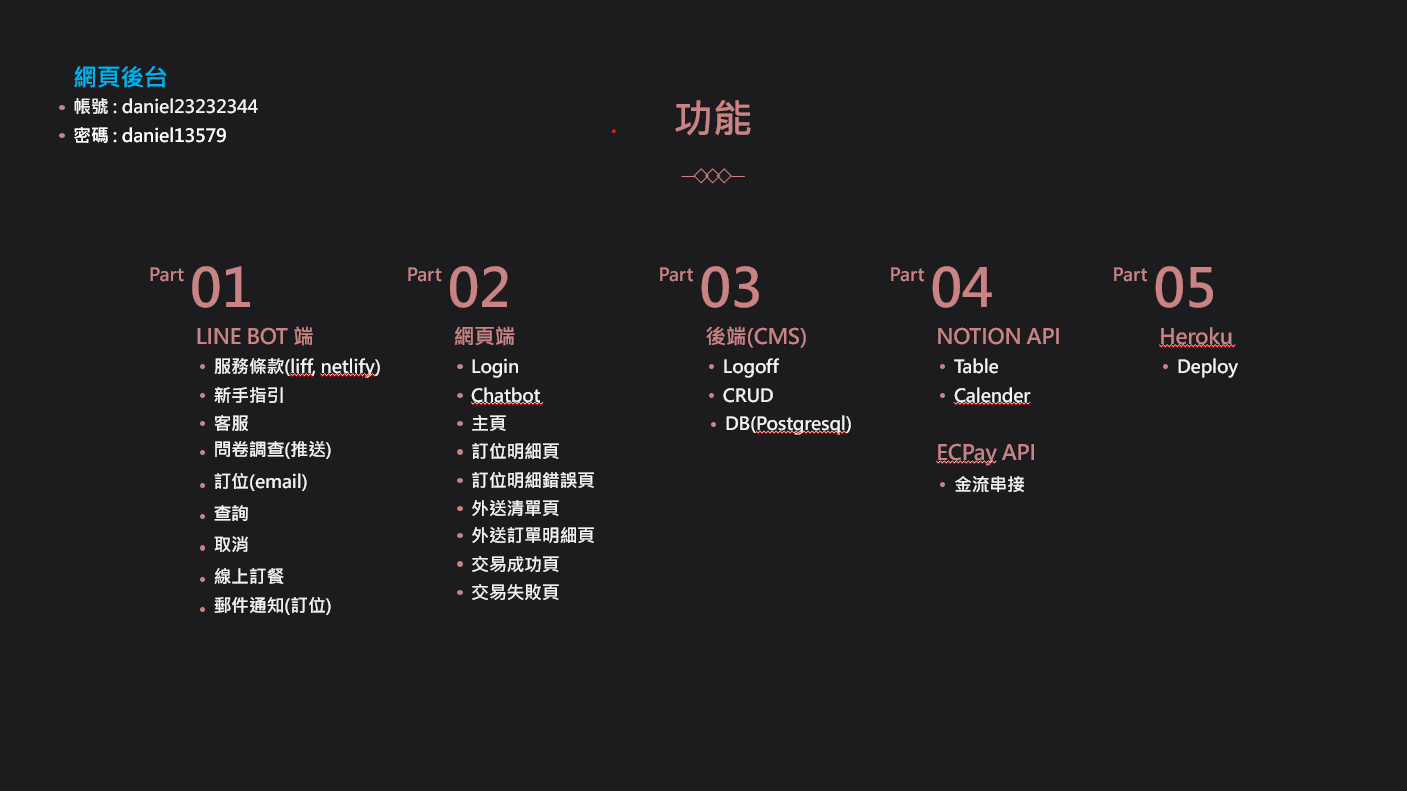 網頁後台
• 帳號 : daniel23232344
• 密碼 : daniel13579
功能
Part 01
LINE BOT 端
• 服務條款(liff, netlify)
• 新手指引
• 客服
• 問卷調查(推送)
• 訂位(email)
• 查詢
• 取消
• 線上訂餐
• 郵件通知(訂位)
Part 02
網頁端
• Login
• Chatbot
• 主頁
• 訂位明細頁
• 訂位明細錯誤頁
• 外送清單頁
• 外送訂單明細頁
• 交易成功頁
• 交易失敗頁
Part 03
後端(CMS)
• Logoff
• CRUD
• DB(Postgresql)
Part 04
NOTION API
• Table
• Calender
ECPay API
• 金流串接
Part 05
Heroku
• Deploy